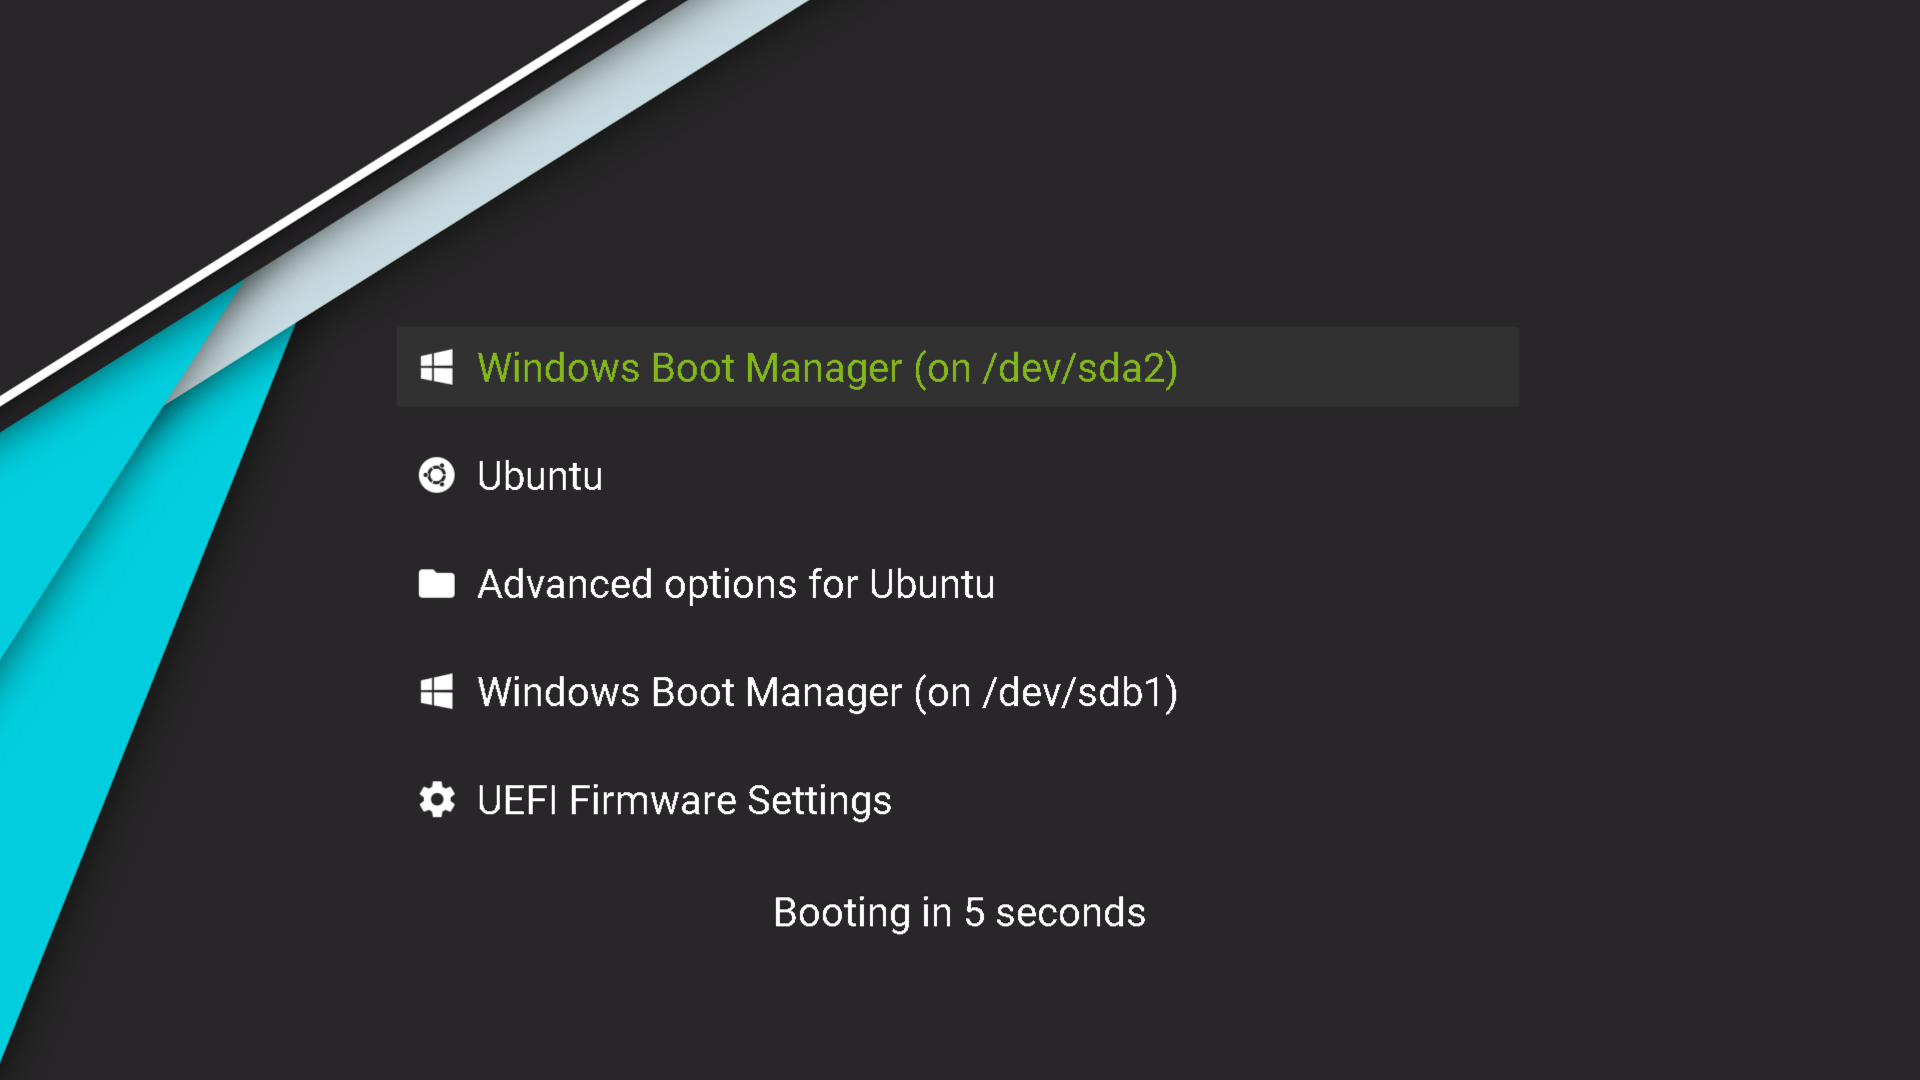 Windows Boot Manager (on /dev/sda2)
Ubuntu
Advanced options for Ubuntu
Windows Boot Manager (on /dev/sdb1)
UEFI Firmware Settings
Booting in 5 seconds